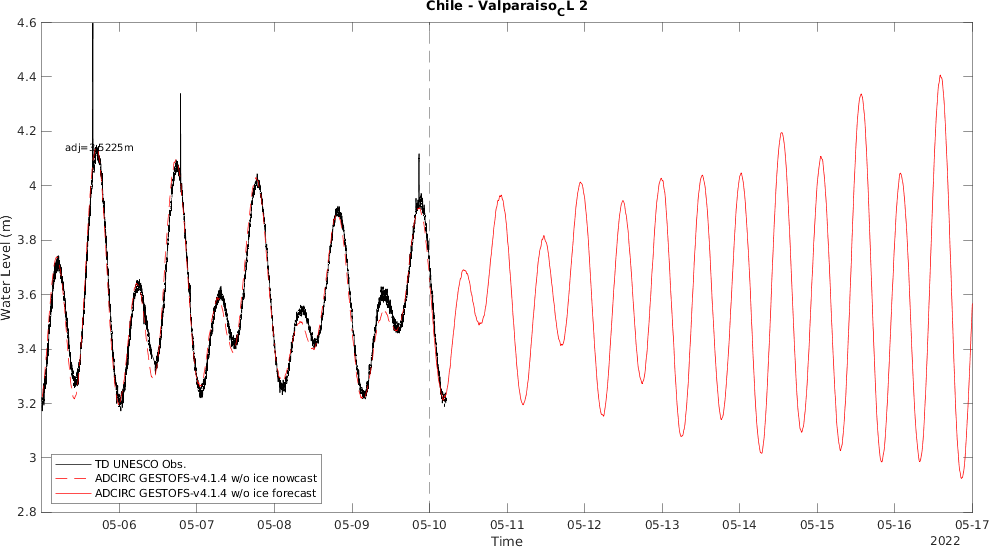 Chile - Valparaiso_CL 2
4.6
4.4
4.2
4
3.8
3.6
3.4
3.2
3
2.8
Water Level (m)
adj=3.5225m
TD UNESCO Obs.
ADCIRC GESTOFS-v4.1.4 w/o ice nowcast
ADCIRC GESTOFS-v4.1.4 w/o ice forecast
05-06 05-07 05-08 05-09 05-10 05-11 05-12 05-13 05-14 05-15 05-16 05-17
Time
2022